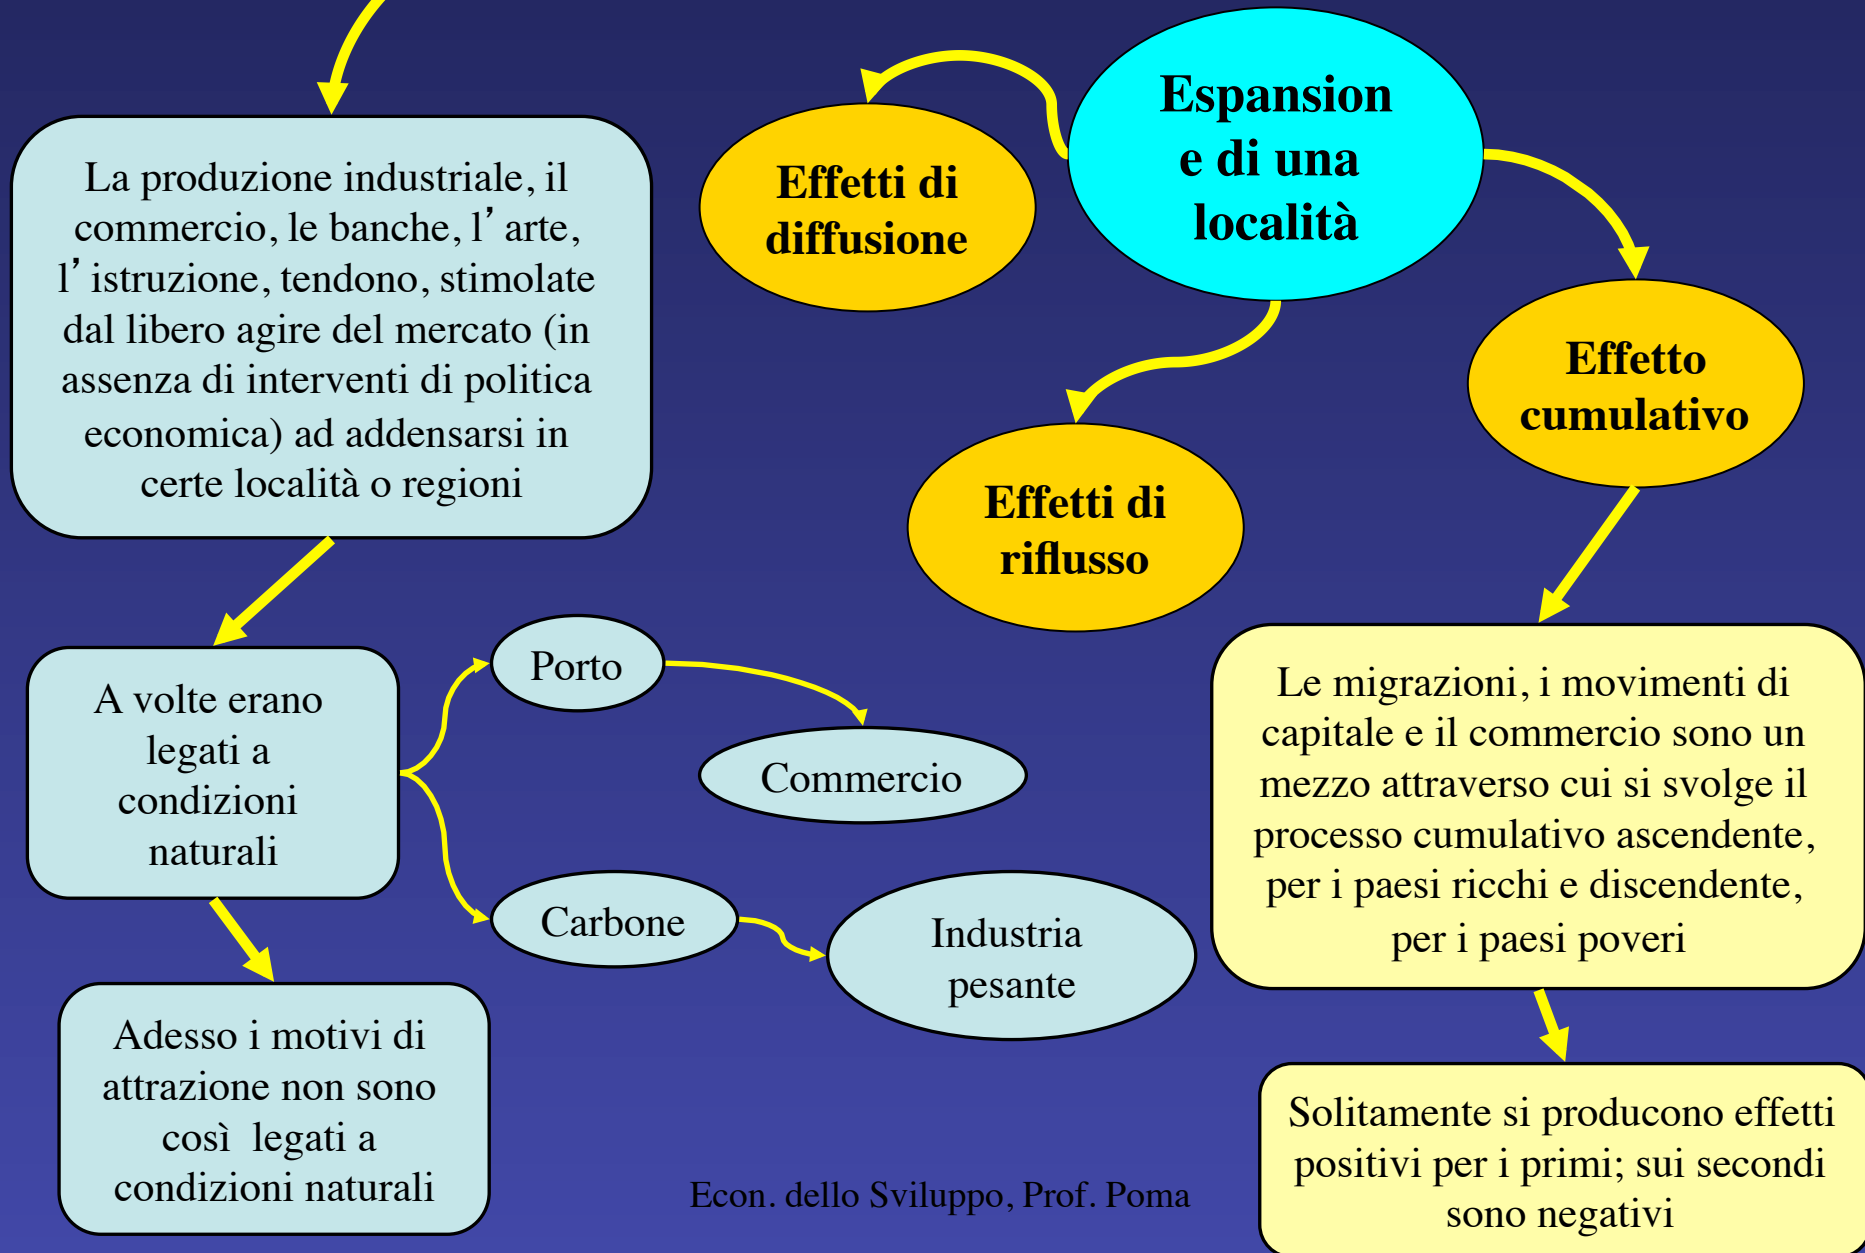 La produzione industriale, il
commercio, le banche, l’ arte,
l’ istruzione, tendono, stimolate
dal libero agire del mercato (in
assenza di interventi di politica
economica) ad addensarsi in
certe località o regioni
A volte erano
legati a
condizioni
naturali
Porto
Commercio
Carbone
Industria
pesante
Adesso i motivi di
attrazione non sono
così  legati a
condizioni naturali
Espansion
e di una
località
Effetti di
diffusione
Effetti di
riflusso
Effetto
cumulativo
Le migrazioni, i movimenti di
capitale e il commercio sono un
mezzo attraverso cui si svolge il
processo cumulativo ascendente,
per i paesi ricchi e discendente,
per i paesi poveri
Solitamente si producono effetti
positivi per i primi; sui secondi
sono negativi
Econ. dello Sviluppo, Prof. Poma